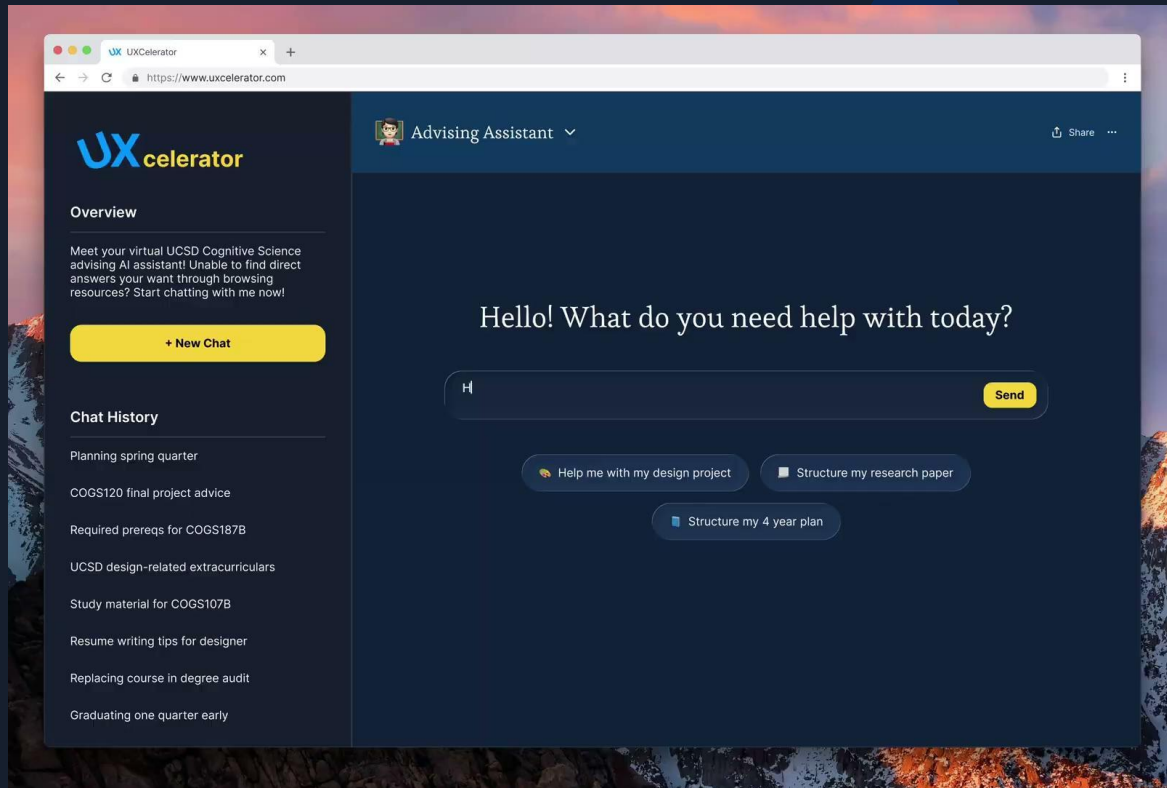 UX UXCelerator
https://www.uxcelerator.com
UXcelerator
Overview
Meet your virtual UCSD Cognitive Science
advising AI assistant! Unable to find direct
answers your want through browsing
resources? Start chatting with me now!
+ New Chat
Chat History
Planning spring quarter
COGS120 final project advice
Required prereqs for COGS187B
UCSD design-related extracurriculars
Study material for COGS107B
Resume writing tips for designer
Replacing course in degree audit
Graduating one quarter early
Advising Assistant
Share
Hello! What do you need help with today?
H
Send
Help me with my design project
Structure my research paper
Structure my 4 year plan